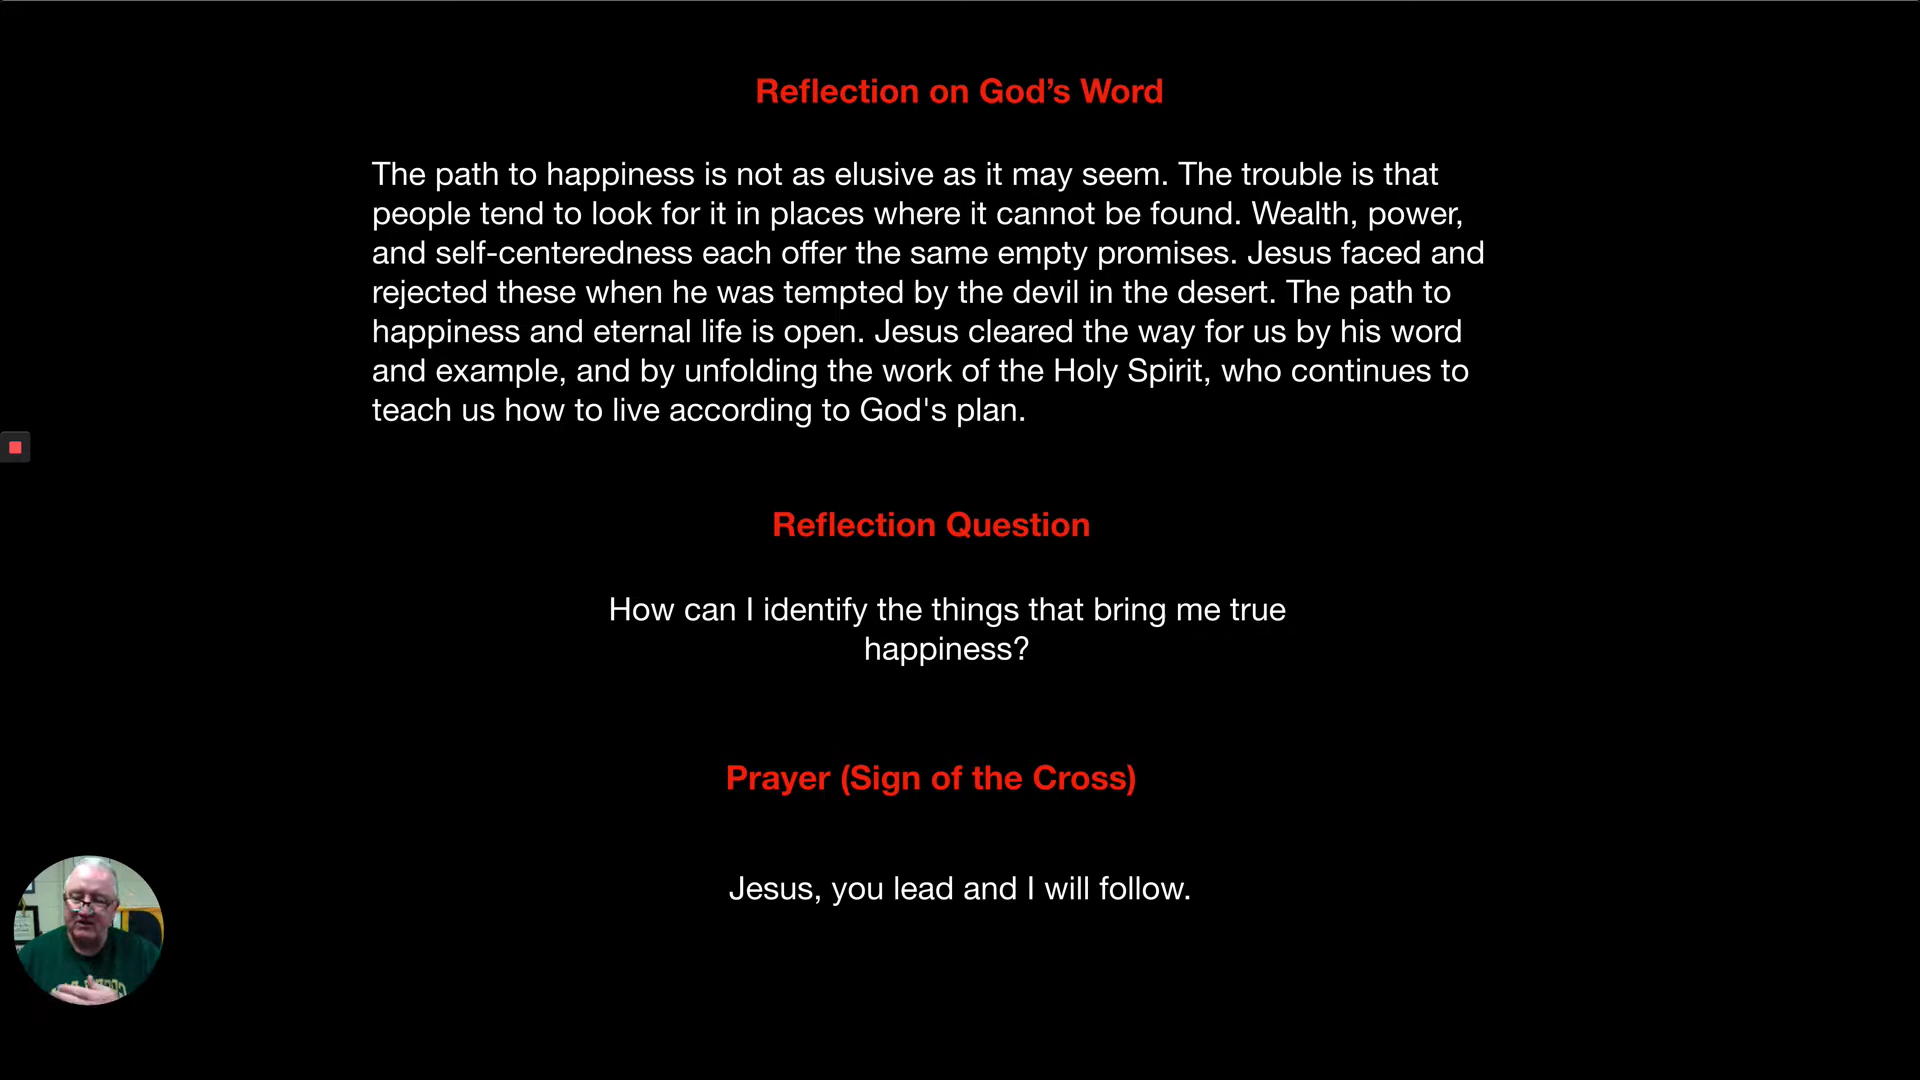 Reflection on God’s Word
The path to happiness is not as elusive as it may seem. The trouble is that
people tend to look for it in places where it cannot be found. Wealth, power,
and self-centeredness each offer the same empty promises. Jesus faced and
rejected these when he was tempted by the devil in the desert. The path to
happiness and eternal life is open. Jesus cleared the way for us by his word
and example, and by unfolding the work of the Holy Spirit, who continues to
teach us how to live according to God's plan.
Reflection Question
How can I identify the things that bring me true
happiness?
Prayer (Sign of the Cross)
Jesus, you lead and I will follow.